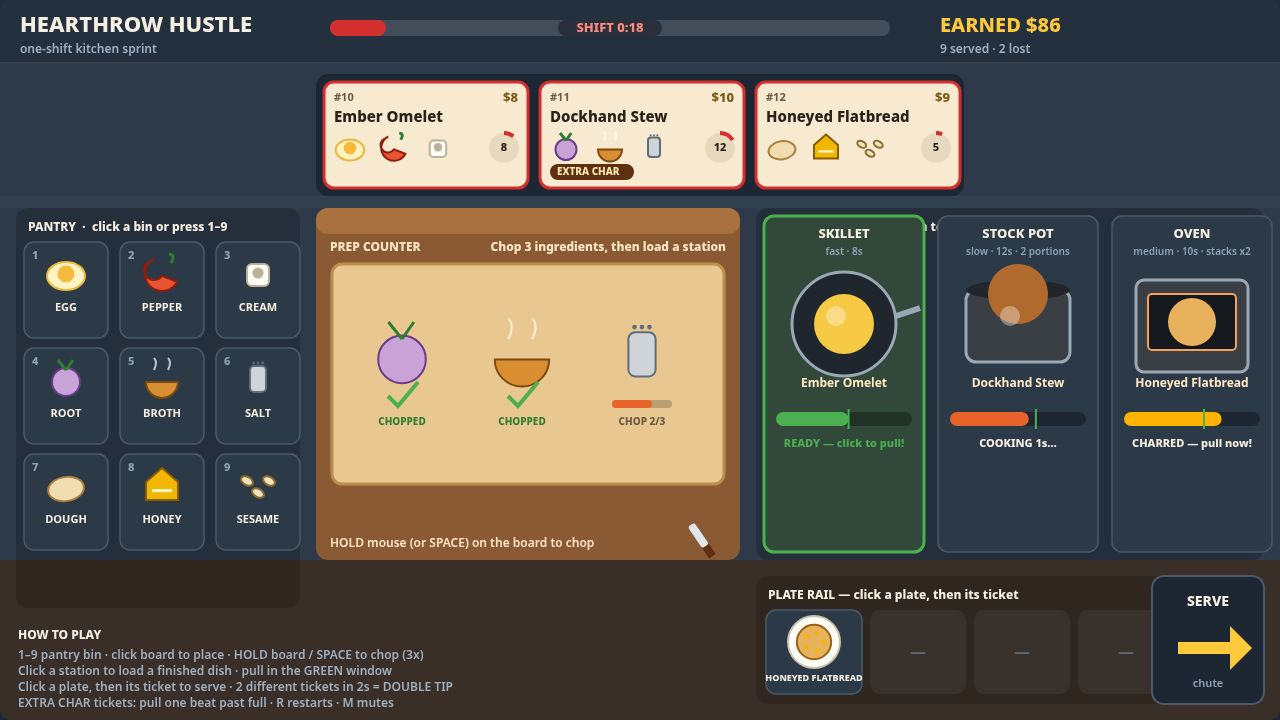 HEARTHROW HUSTLE
one-shift kitchen sprint
SHIFT 0:18
EARNED $86
9 served · 2 lost
#10 $8
Ember Omelet
8
#11 $10
Dockhand Stew
12
EXTRA CHAR
#12 $9
Honeyed Flatbread
5
PANTRY · click a bin or press 1–9
1 EGG
2 PEPPER
3 CREAM
4 ROOT
5 BROTH
6 SALT
7 DOUGH
8 HONEY
9 SESAME
PREP COUNTER
Chop 3 ingredients, then load a station
CHOPPED
CHOPPED
CHOP 2/3
HOLD mouse (or SPACE) on the board to chop
SKILLET
fast · 8s
Ember Omelet
READY — click to pull!
STOCK POT
slow · 12s · 2 portions
Dockhand Stew
COOKING 1s...
OVEN
medium · 10s · stacks x2
Honeyed Flatbread
CHARRED — pull now!
PLATE RAIL — click a plate, then its ticket
HONEYED FLATBREAD
—
—
—
SERVE
chute
HOW TO PLAY
1–9 pantry bin · click board to place · HOLD board / SPACE to chop (3x)
Click a station to load a finished dish · pull in the GREEN window
Click a plate, then its ticket to serve · 2 different tickets in 2s = DOUBLE TIP
EXTRA CHAR tickets: pull one beat past full · R restarts · M mutes